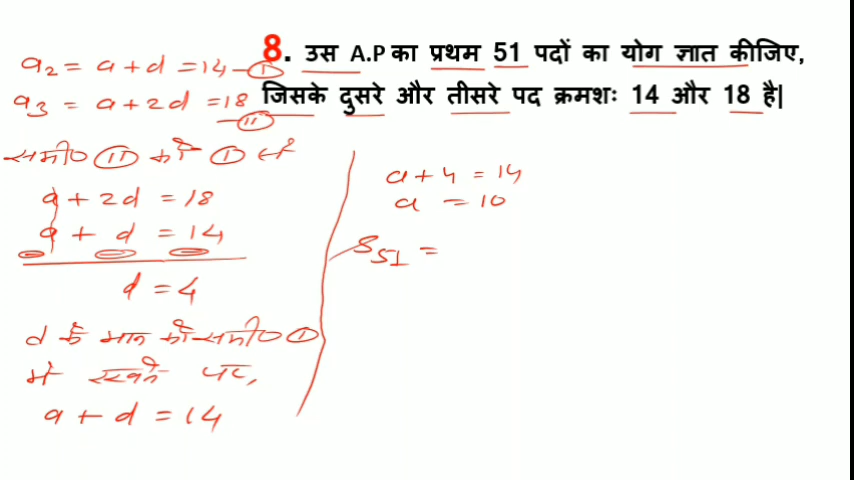 8. उस A.P का प्रथम 51 पदों का योग ज्ञात कीजिए,
जिसके दुसरे और तीसरे पद क्रमशः 14 और 18 है|
a₂ = a + d = 14 – I
a₃ = a + 2d = 18
– II
समी० II को I से
a + 2d = 18
a + d = 14
d = 4
d के मान को समी० I
में रखने पर,
a + d = 14
a + 4 = 14
a = 10
S₅₁ =